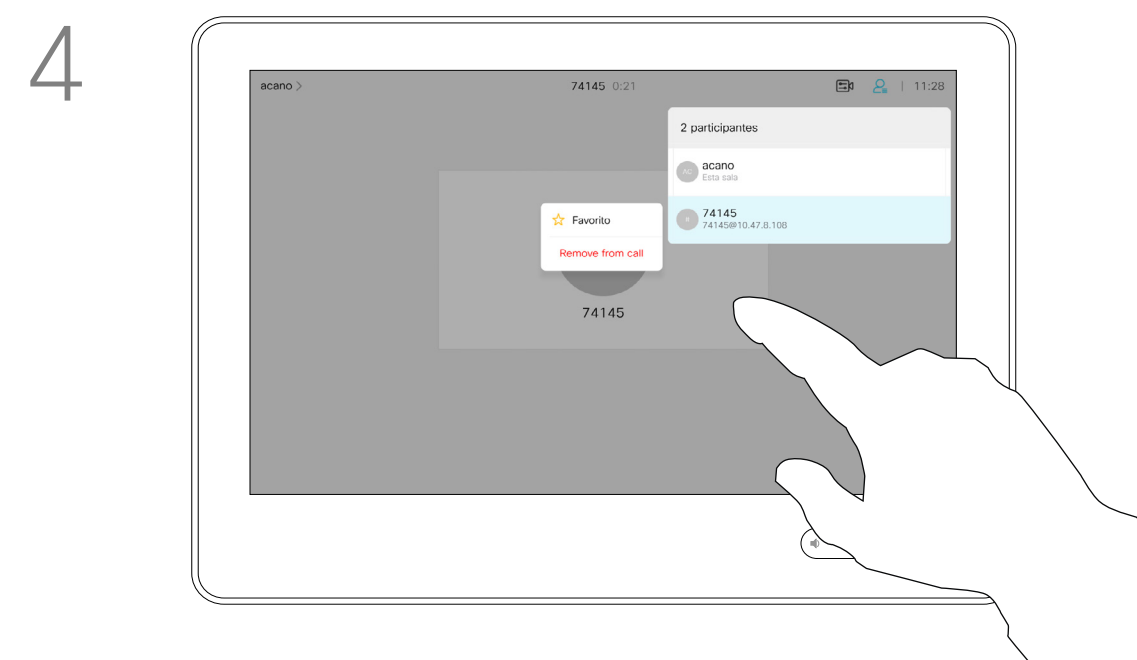 4
acano >
74145 0:21
11:28
2 participantes
AC
acano
Esta sala
74145
74145@10.47.8.108
Favorito
Remove from call
74145